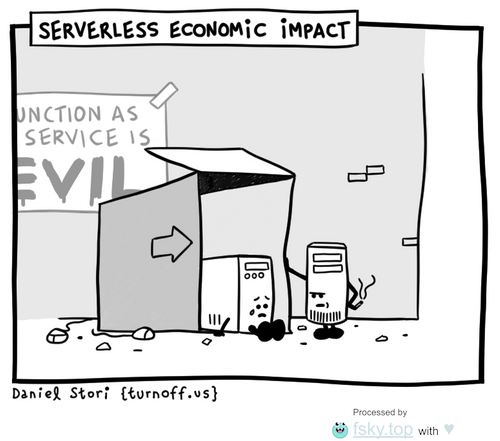 SERVERLESS ECONOMIC IMPACT
UNCTION AS
SERVICE IS
EVIL
Daniel Stori {turnoff.us}
Processed by
fsky.top with ♥